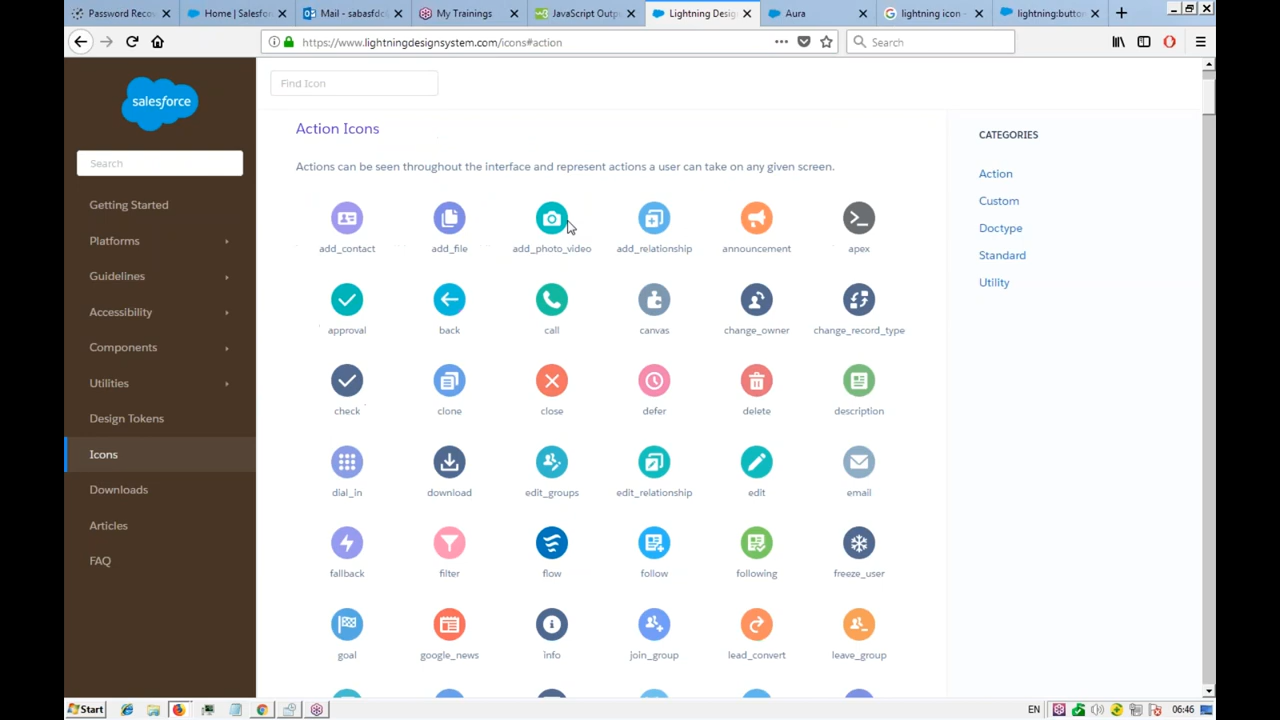 Password Recov
Home | Salesfor
Mail - sabasfdcl
My Trainings
JavaScript Outpu
Lightning Desig
Aura
lightning icon -
lightning:button
https://www.lightningdesignsystem.com/icons#action
Search
salesforce
Search
Getting Started
Platforms
Guidelines
Accessibility
Components
Utilities
Design Tokens
Icons
Downloads
Articles
FAQ
Find Icon
Action Icons
Actions can be seen throughout the interface and represent actions a user can take on any given screen.
add_contact add_file add_photo_video add_relationship announcement apex
approval back call canvas change_owner change_record_type
check clone close defer delete description
dial_in download edit_groups edit_relationship edit email
fallback filter flow follow following freeze_user
goal google_news info join_group lead_convert leave_group
CATEGORIES
Action
Custom
Doctype
Standard
Utility
Start
EN
06:46